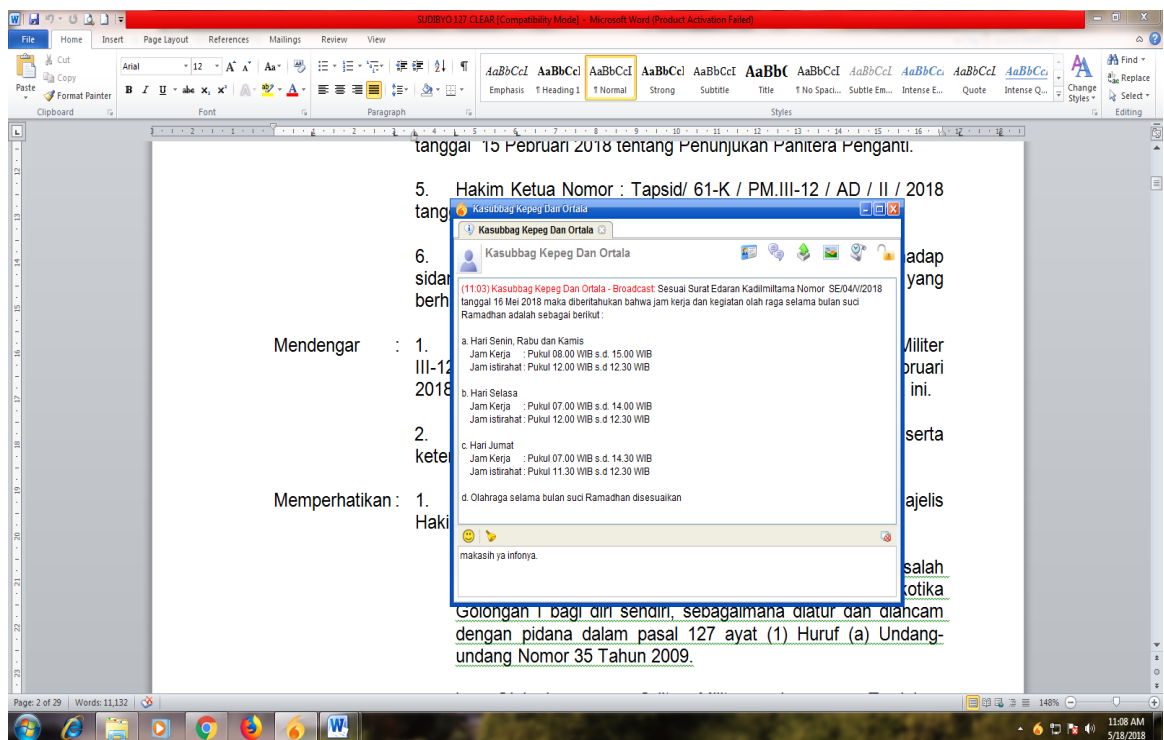 SUDIBYO 127 CLEAR [Compatibility Mode] - Microsoft Word (Product Activation Failed)
File Home Insert Page Layout References Mailings Review View
Paste
Cut
Copy
Format Painter
Clipboard
Arial 12
Font
Paragraph
AaBbCcI AaBbCcl AaBbCcI AaBbCcl AaBbCcI AaBb( AaBbCcI AaBbCcI AaBbCc. AaBbCcI AaBbCc.
Emphasis ¶ Heading 1 ¶ Normal Strong Subtitle Title ¶ No Spaci... Subtle Em... Intense E... Quote Intense Q...
Styles
Change Styles
Find
Replace
Select
Editing
tanggal 15 Pebruari 2018 tentang Penunjukan Panitera Penganti.
5. Hakim Ketua Nomor : Tapsid/ 61-K / PM.III-12 / AD / II / 2018
tang
6. adap
sidan yang
berh
Mendengar : 1. Militer
III-12 bruari
2018 ini.
2. serta
keter
Memperhatikan : 1. ajelis
Haki
salah
kotika
Golongan I bagi diri sendiri, sebagaimana diatur dan diancam
dengan pidana dalam pasal 127 ayat (1) Huruf (a) Undang-
undang Nomor 35 Tahun 2009.
Kasubbag Kepeg Dan Ortala
Kasubbag Kepeg Dan Ortala
Kasubbag Kepeg Dan Ortala
(11:03) Kasubbag Kepeg Dan Ortala - Broadcast: Sesuai Surat Edaran Kadilmiltama Nomor SE/04/V/2018
tanggal 16 Mei 2018 maka diberitahukan bahwa jam kerja dan kegiatan olah raga selama bulan suci
Ramadhan adalah sebagai berikut :
a. Hari Senin, Rabu dan Kamis
Jam Kerja : Pukul 08.00 WIB s.d. 15.00 WIB
Jam istirahat : Pukul 12.00 WIB s.d 12.30 WIB
b. Hari Selasa
Jam Kerja : Pukul 07.00 WIB s.d. 14.00 WIB
Jam istirahat : Pukul 12.00 WIB s.d 12.30 WIB
c. Hari Jumat
Jam Kerja : Pukul 07.00 WIB s.d. 14.30 WIB
Jam istirahat : Pukul 11.30 WIB s.d 12.30 WIB
d. Olahraga selama bulan suci Ramadhan disesuaikan
makasih ya infonya.
Page: 2 of 29 Words: 11,132 148%
11:08 AM
5/18/2018